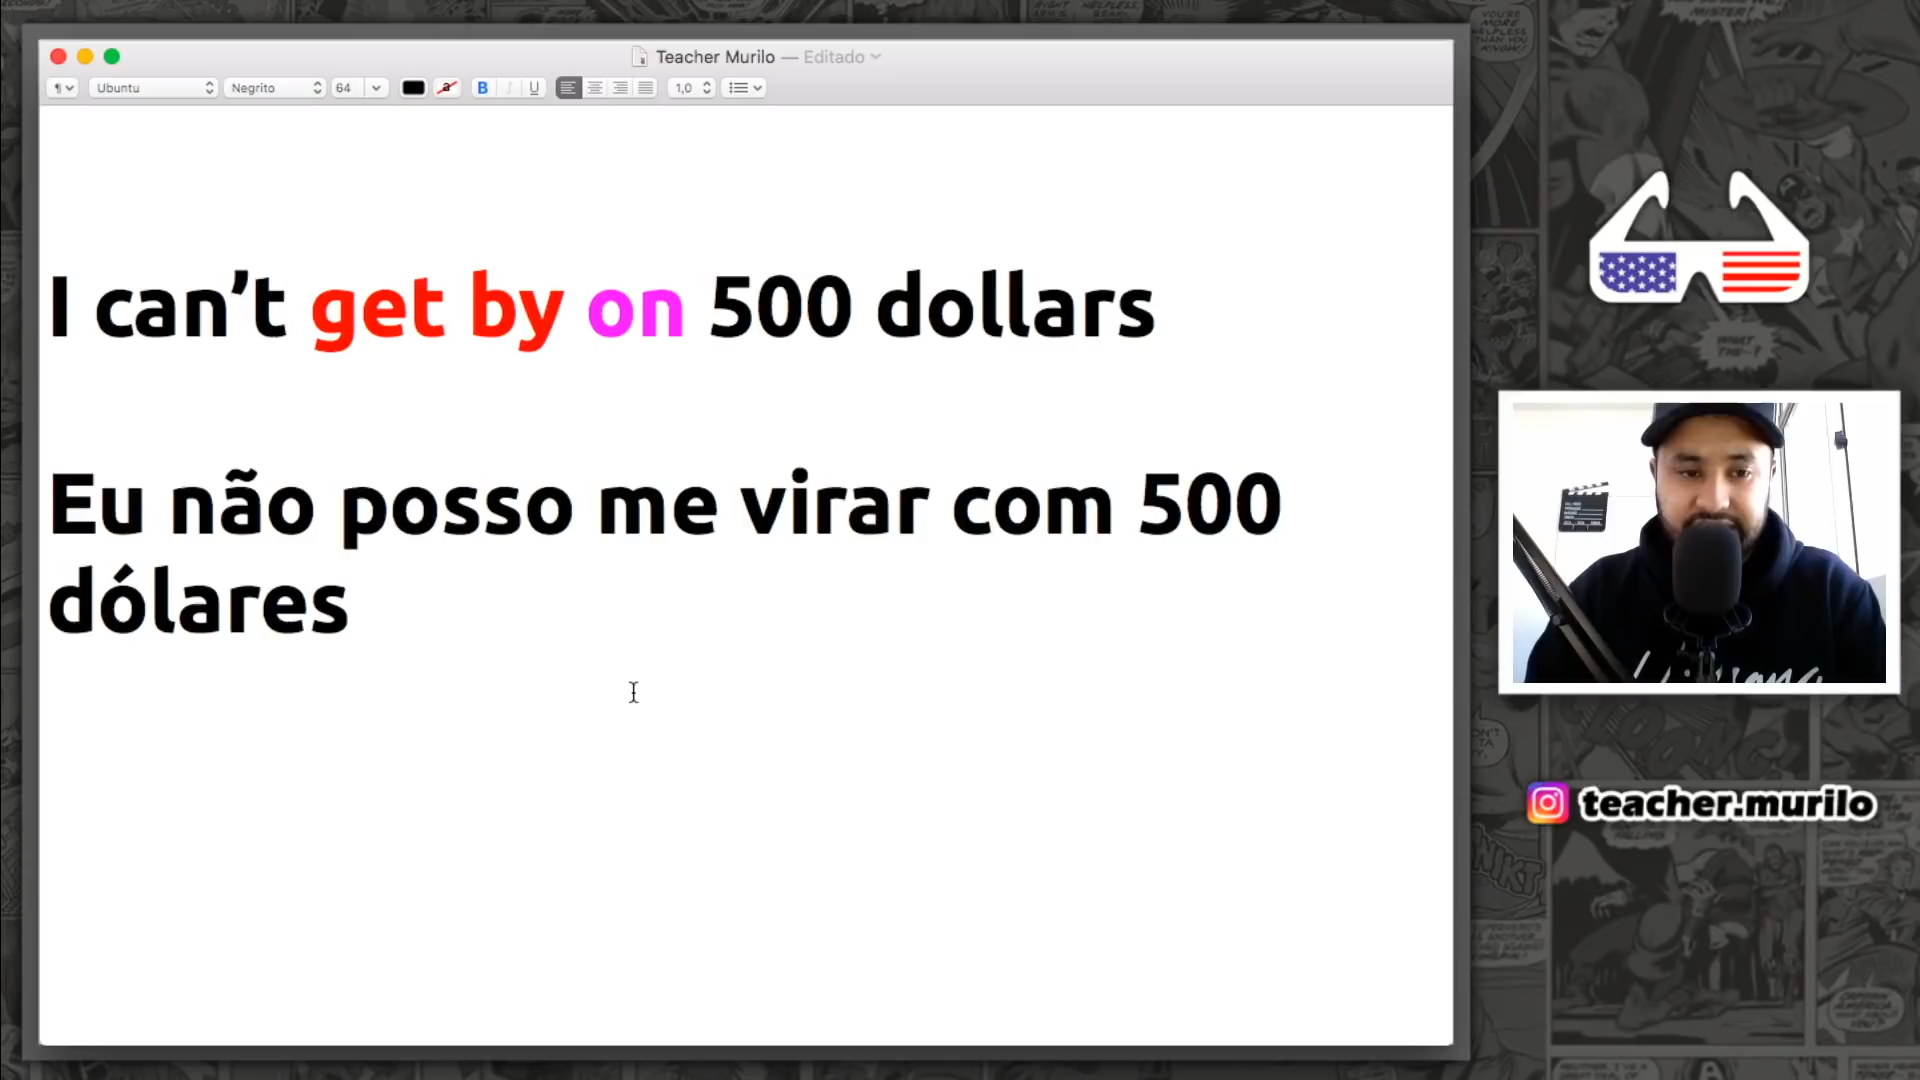 Teacher Murilo — Editado
Ubuntu
Negrito
64
B
U
1,0
I can’t get by on 500 dollars
Eu não posso me virar com 500
dólares
teacher.murilo